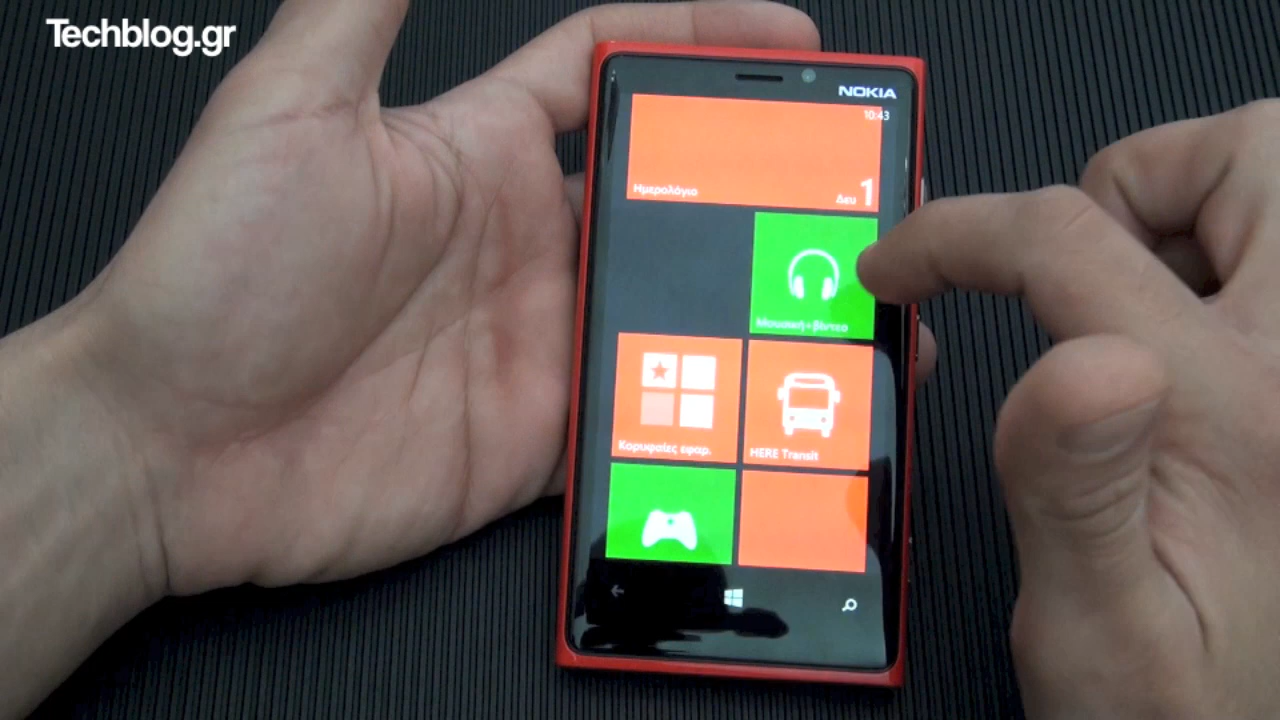 Techblog.gr
NOKIA
10:43
Ημερολόγιο
Δευ 1
Μουσική+βίντεο
Κορυφαίες εφαρ.
HERE Transit